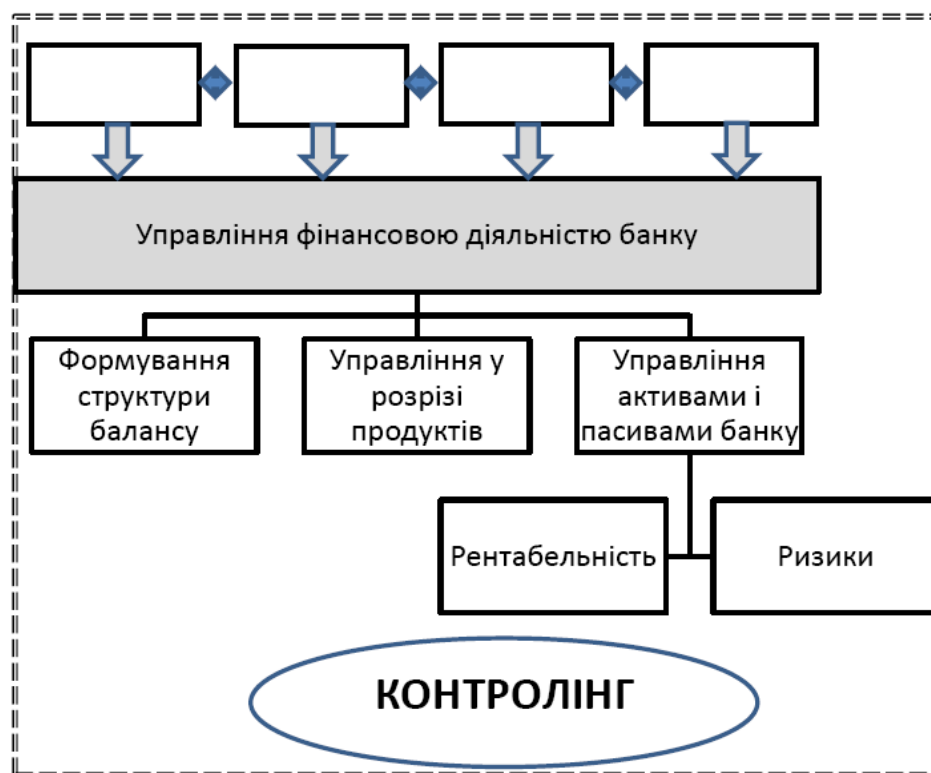 Управління фінансовою діяльністю банку
Формування
структури
балансу
Управління у
розрізі
продуктів
Управління
активами і
пасивами банку
Рентабельність
Ризики
КОНТРОЛІНГ